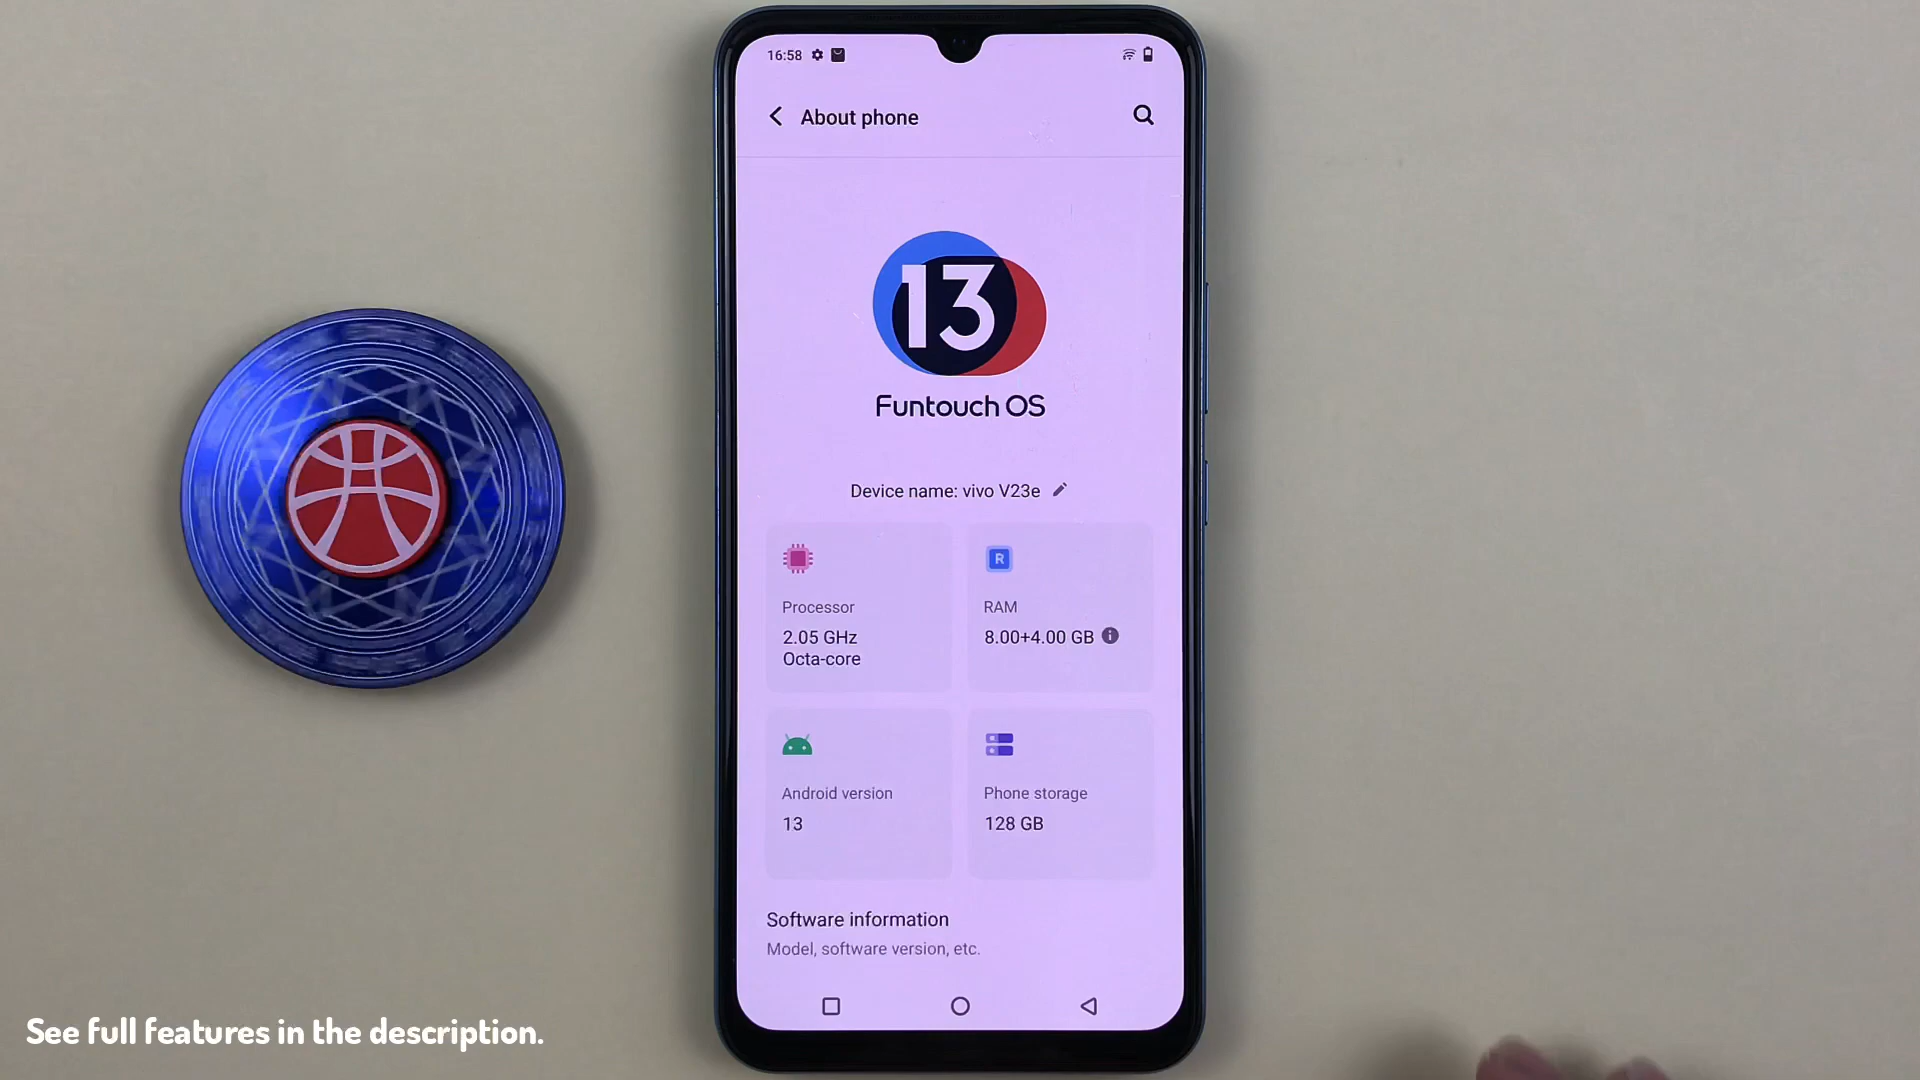 16:58
About phone
13
Funtouch OS
Device name: vivo V23e
R
Processor
2.05 GHz
Octa-core
RAM
8.00+4.00 GB
Android version
13
Phone storage
128 GB
Software information
Model, software version, etc.
See full features in the description.